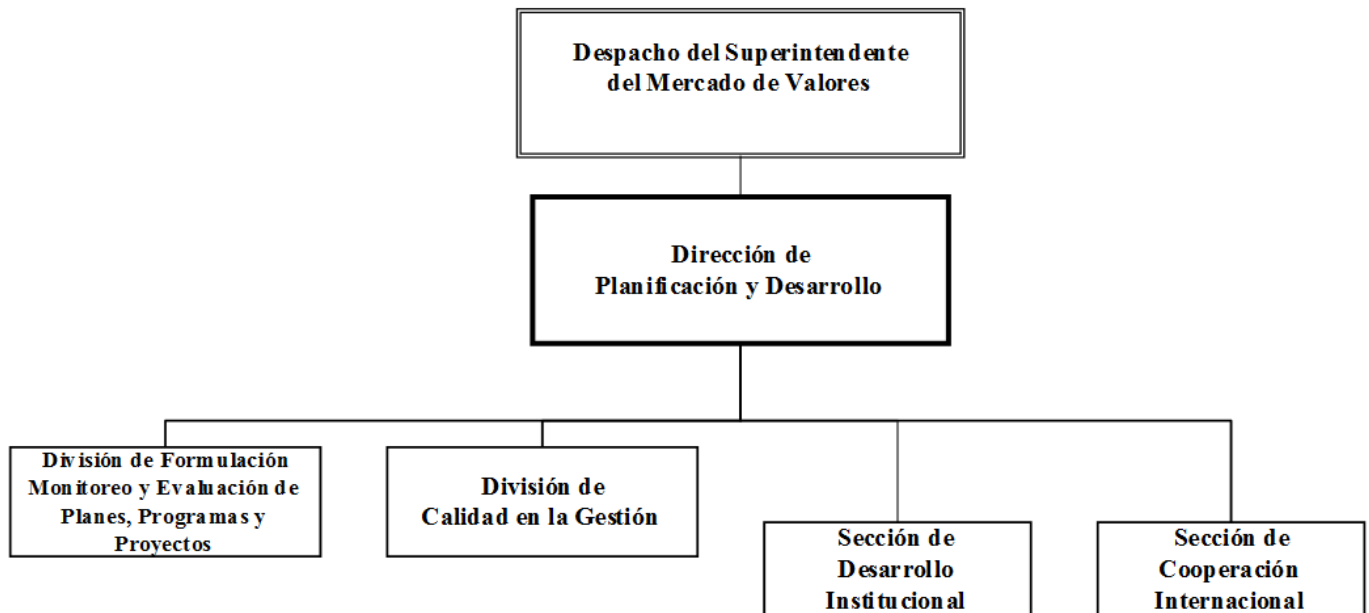 Despacho del Superintendente
del Mercado de Valores
Dirección de
Planificación y Desarrollo
División de Formulación
Monitoreo y Evaluación de
Planes, Programas y
Proyectos
División de
Calidad en la Gestión
Sección de
Desarrollo
Institucional
Sección de
Cooperación
Internacional